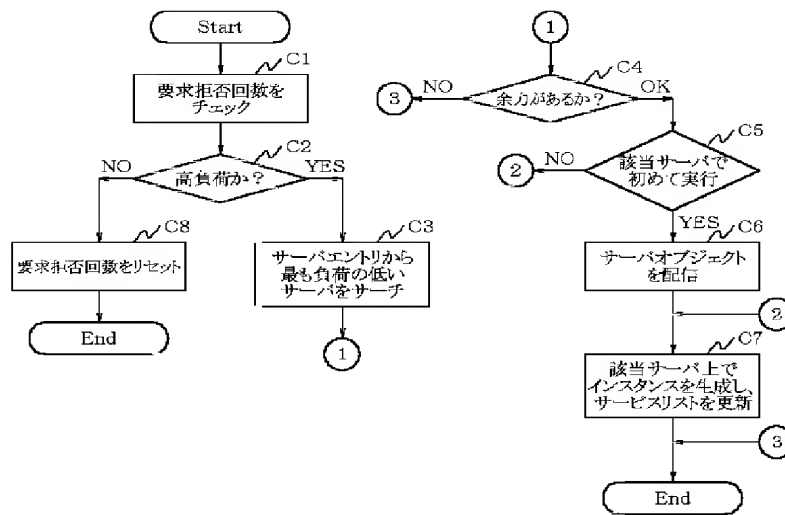 Start
C1
要求拒否回数を
チェック
C2
NO
高負荷か？
YES
C8
要求拒否回数をリセット
End
C3
サーバエントリから
最も負荷の低い
サーバをサーチ
1
1
C4
NO
余力があるか？
OK
3
C5
NO
該当サーバで
初めて実行
2
YES
C6
サーバオブジェクト
を配信
2
C7
該当サーバ上で
インスタンスを生成し、
サービスリストを更新
3
End